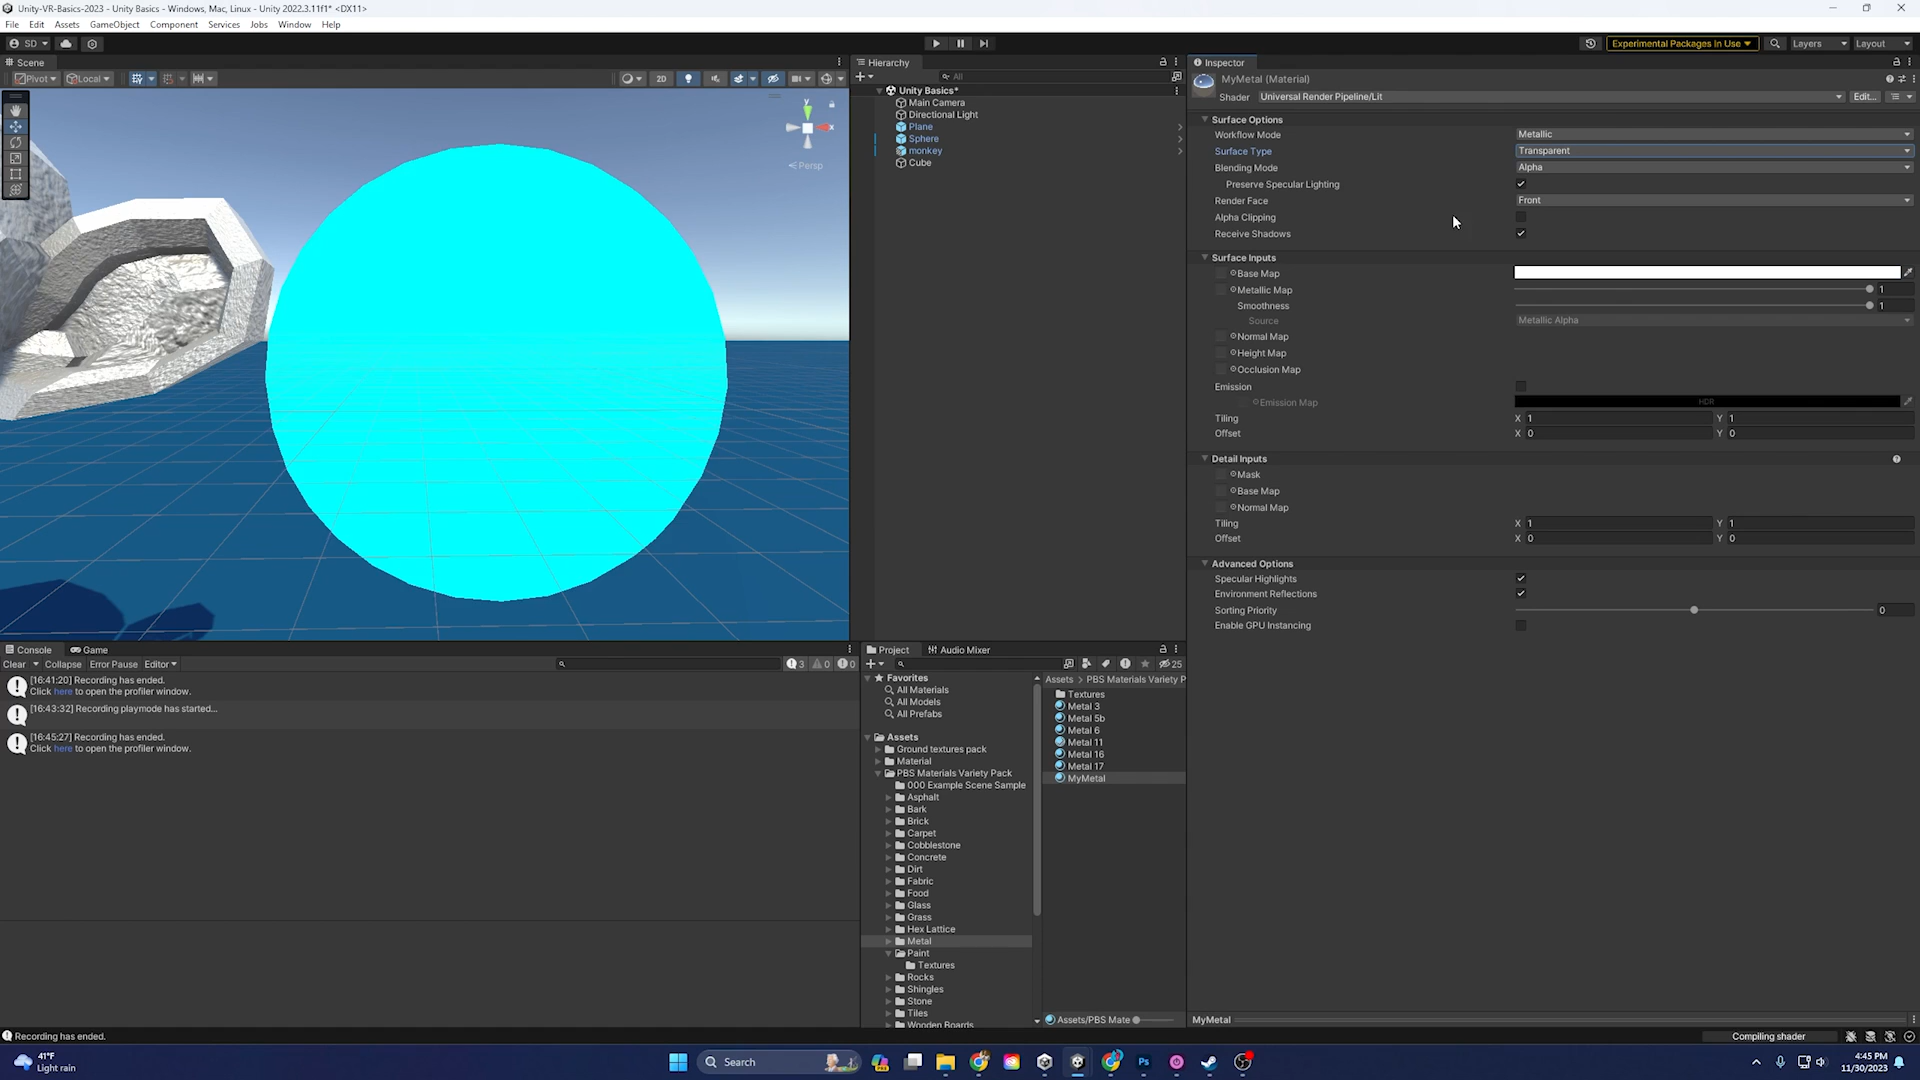 Unity-VR-Basics-2023 - Unity Basics - Windows, Mac, Linux - Unity 2022.3.11f1* <DX11>
File Edit Assets GameObject Component Services Jobs Window Help
SD Experimental Packages In Use Layers Layout
Scene
Pivot Local 2D
y
x
Persp
Hierarchy
All
Unity Basics*
Main Camera
Directional Light
Plane
Sphere
monkey
Cube
Inspector
MyMetal (Material)
Shader Universal Render Pipeline/Lit Edit...
Surface Options
Workflow Mode Metallic
Surface Type Transparent
Blending Mode Alpha
Preserve Specular Lighting
Render Face Front
Alpha Clipping
Receive Shadows
Surface Inputs
Base Map
Metallic Map 1
Smoothness 1
Source Metallic Alpha
Normal Map
Height Map
Occlusion Map
Emission
Emission Map HDR
Tiling X 1 Y 1
Offset X 0 Y 0
Detail Inputs
Mask
Base Map
Normal Map
Tiling X 1 Y 1
Offset X 0 Y 0
Advanced Options
Specular Highlights
Environment Reflections
Sorting Priority 0
Enable GPU Instancing
MyMetal
Console Game
Clear Collapse Error Pause Editor 3 0 0
[16:41:20] Recording has ended.
Click here to open the profiler window.
[16:43:32] Recording playmode has started...
[16:45:27] Recording has ended.
Click here to open the profiler window.
Project Audio Mixer
25
Favorites
All Materials
All Models
All Prefabs
Assets
Ground textures pack
Material
PBS Materials Variety Pack
000 Example Scene Sample
Asphalt
Bark
Brick
Carpet
Cobblestone
Concrete
Dirt
Fabric
Food
Glass
Grass
Hex Lattice
Metal
Paint
Textures
Rocks
Shingles
Stone
Tiles
Wooden Boards
Assets > PBS Materials Variety P
Textures
Metal 3
Metal 5b
Metal 6
Metal 11
Metal 16
Metal 17
MyMetal
Assets/PBS Mate
Recording has ended.
Compiling shader
41°F
Light rain
Search
Ps
4:45 PM
11/30/2023